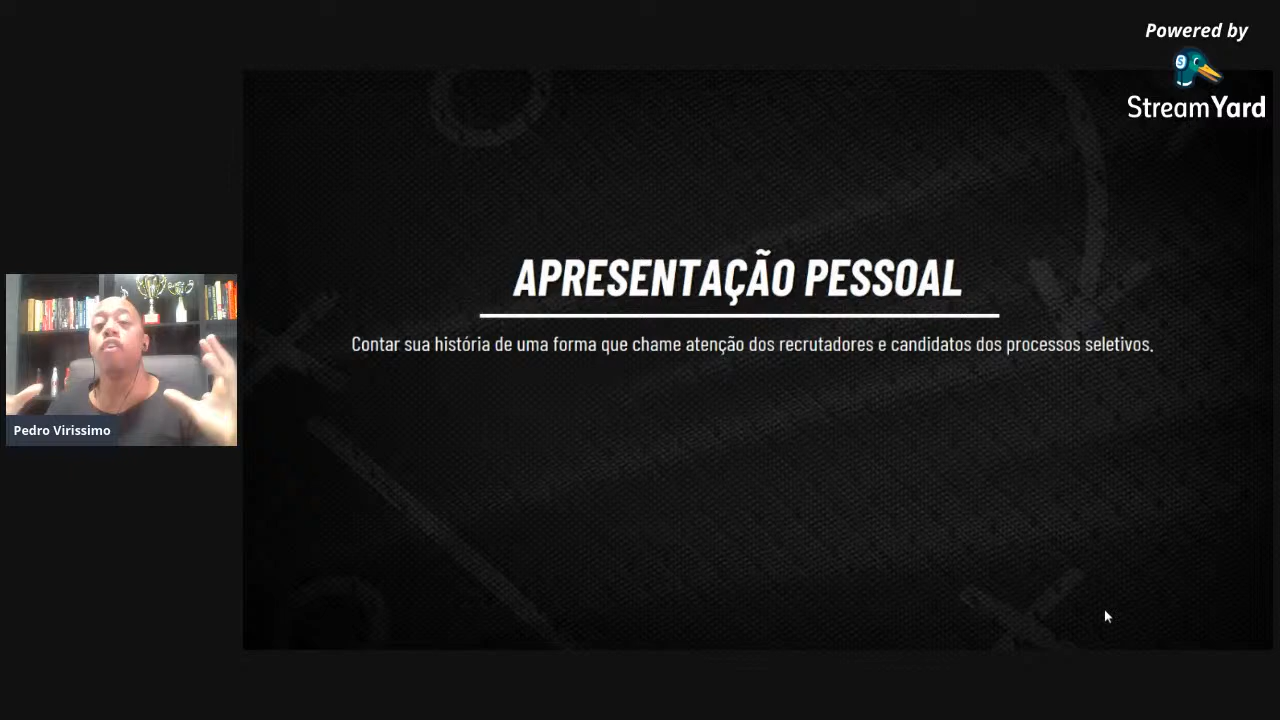 Powered by
StreamYard
APRESENTAÇÃO PESSOAL
Contar sua história de uma forma que chame atenção dos recrutadores e candidatos dos processos seletivos.
Pedro Virissimo